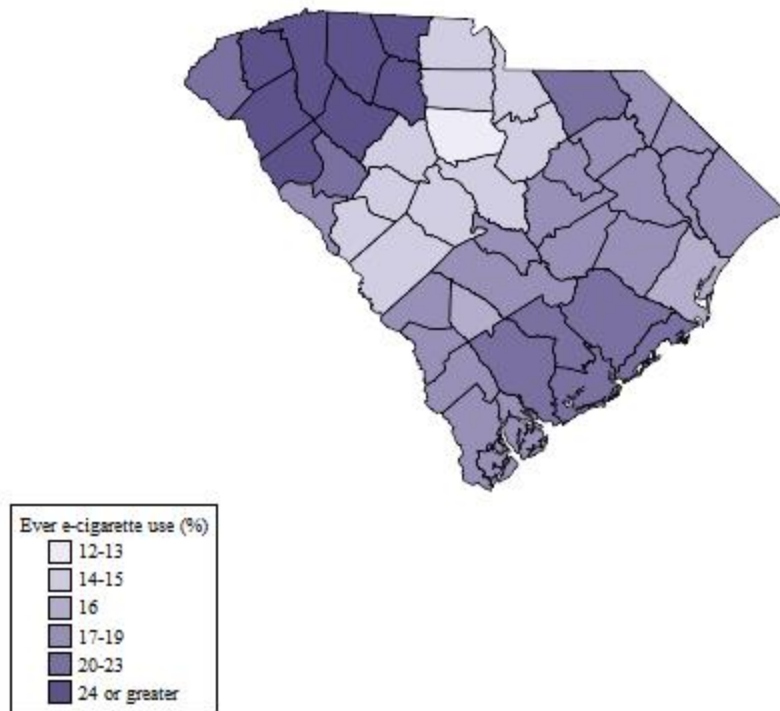 Ever e-cigarette use (%)
12-13
14-15
16
17-19
20-23
24 or greater